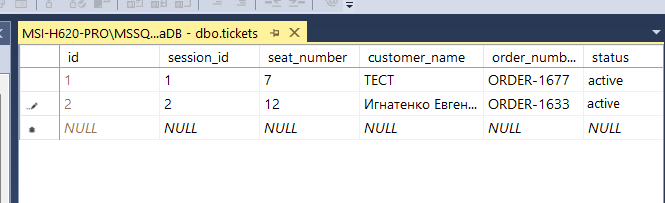 MSI-H620-PRO\MSSQ...aDB - dbo.tickets
id session_id seat_number customer_name order_numb... status
1 1 7 ТЕСТ ORDER-1677 active
2 2 12 Игнатенко Евген... ORDER-1633 active
NULL NULL NULL NULL NULL NULL